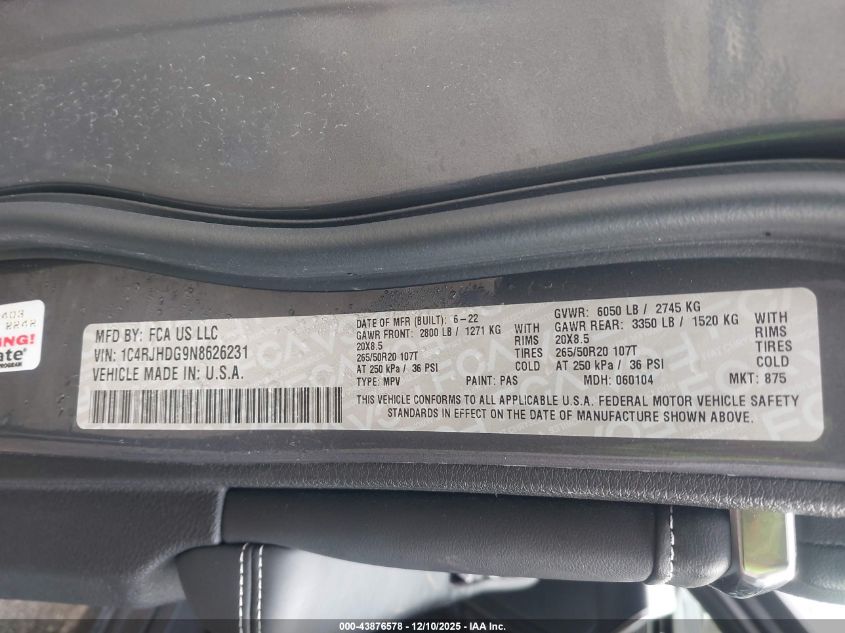 403
2242
NG!
ate®
PROGRAM
MFD BY: FCA US LLC
VIN: 1C4RJHDG9N8626231
VEHICLE MADE IN: U.S.A.
DATE OF MFR (BUILT): 6-22
GAWR FRONT: 2800 LB / 1271 KG WITH
20X8.5 RIMS
265/50R20 107T TIRES
AT 250 kPa / 36 PSI COLD
TYPE: MPV PAINT: PAS
GVWR: 6050 LB / 2745 KG
GAWR REAR: 3350 LB / 1520 KG WITH
20X8.5 RIMS
265/50R20 107T TIRES
AT 250 kPa / 36 PSI COLD
MDH: 060104 MKT: 875
THIS VEHICLE CONFORMS TO ALL APPLICABLE U.S.A. FEDERAL MOTOR VEHICLE SAFETY
STANDARDS IN EFFECT ON THE DATE OF MANUFACTURE SHOWN ABOVE.
000-43876578 - 12/10/2025 - IAA Inc.